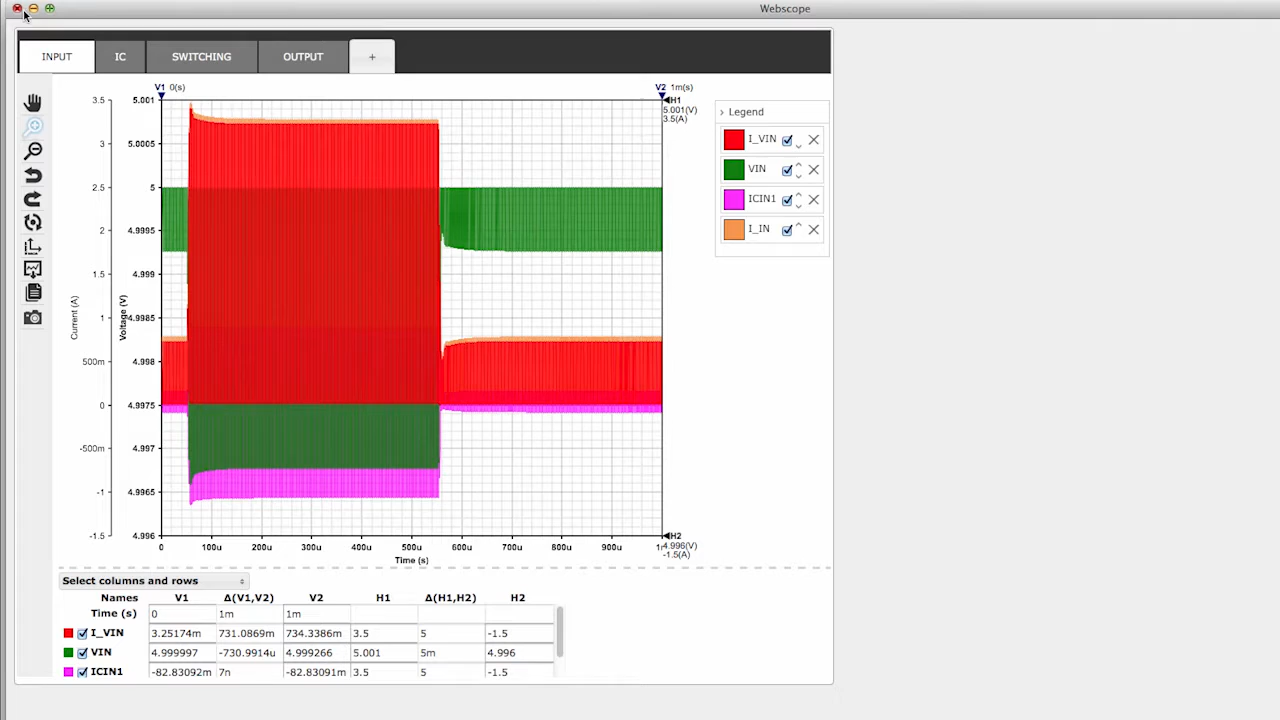 Webscope
INPUT IC SWITCHING OUTPUT +
V1 0(s) V2 1m(s)
H1
5.001(V)
3.5(A)
Legend
I_VIN
VIN
ICIN1
I_IN
3.5 5.001
3 5.0005
2.5 5
2 4.9995
1.5 4.999
1 4.9985
500m 4.998
0 4.9975
-500m 4.997
-1 4.9965
-1.5 4.996
Current (A)
Voltage (V)
H2
4.996(V)
-1.5(A)
0 100u 200u 300u 400u 500u 600u 700u 800u 900u
Time (s)
Select columns and rows
Names V1 Δ(V1,V2) V2 H1 Δ(H1,H2) H2
Time (s) 0 1m 1m
I_VIN 3.25174m 731.0869m 734.3386m 3.5 5 -1.5
VIN 4.999997 -730.9914u 4.999266 5.001 5m 4.996
ICIN1 -82.83092m 7n -82.83091m 3.5 5 -1.5